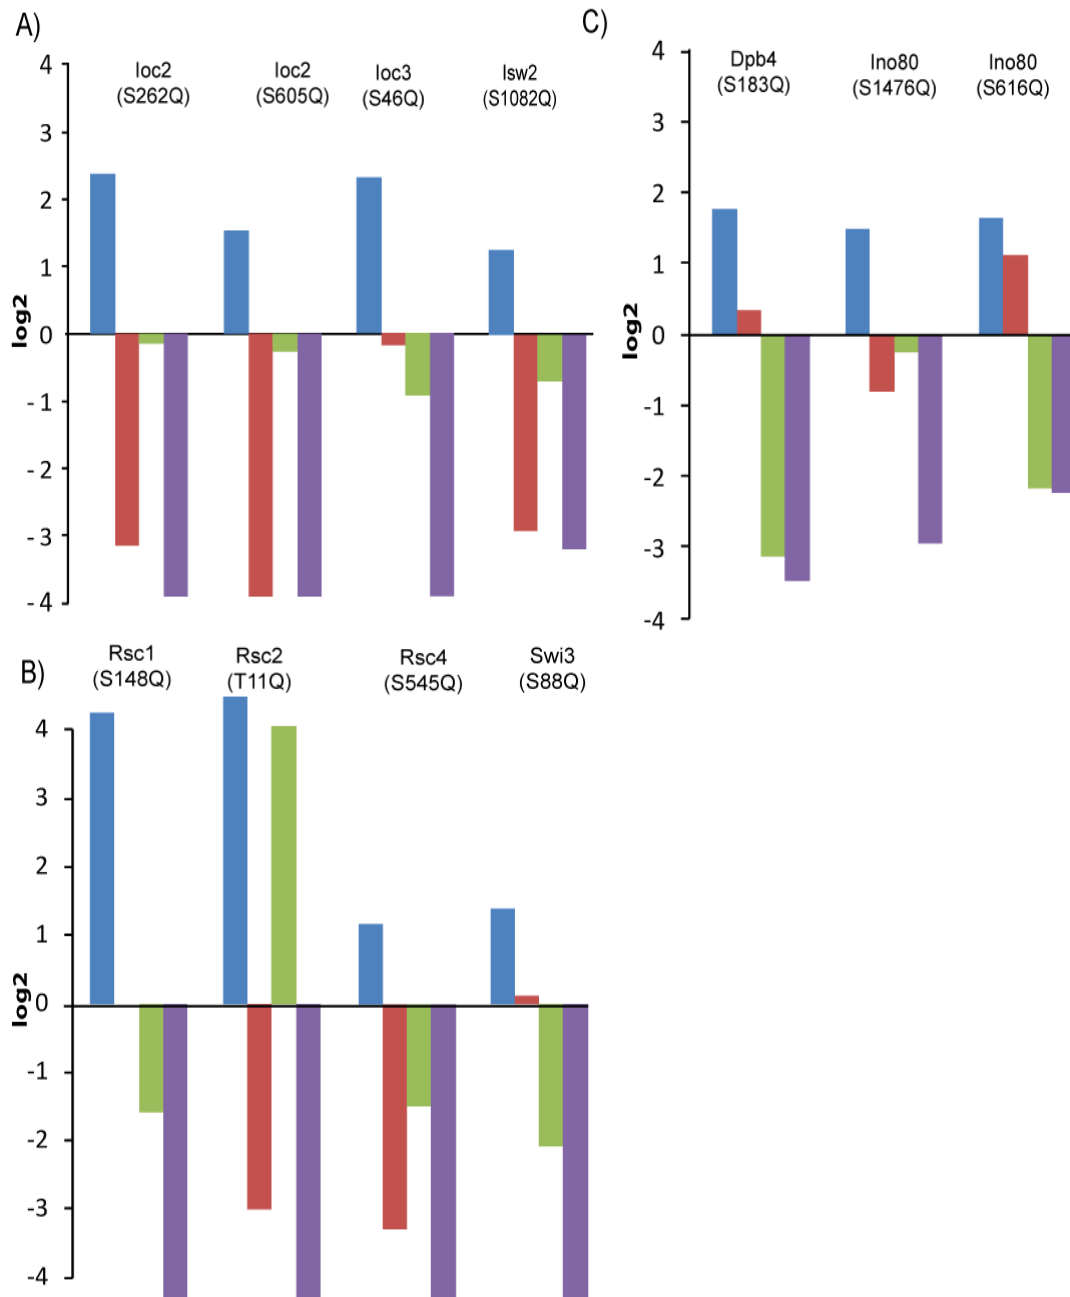 A)
Ioc2 Ioc2 Ioc3 Isw2
(S262Q) (S605Q) (S46Q) (S1082Q)
4
3
2
1
0
- 1
- 2
- 3
- 4
log2
C)
Dpb4 Ino80 Ino80
(S183Q) (S1476Q) (S616Q)
4
3
2
1
0
-1
-2
-3
-4
log2
B)
Rsc1 Rsc2 Rsc4 Swi3
(S148Q) (T11Q) (S545Q) (S88Q)
4
3
2
1
0
-1
-2
-3
-4
log2